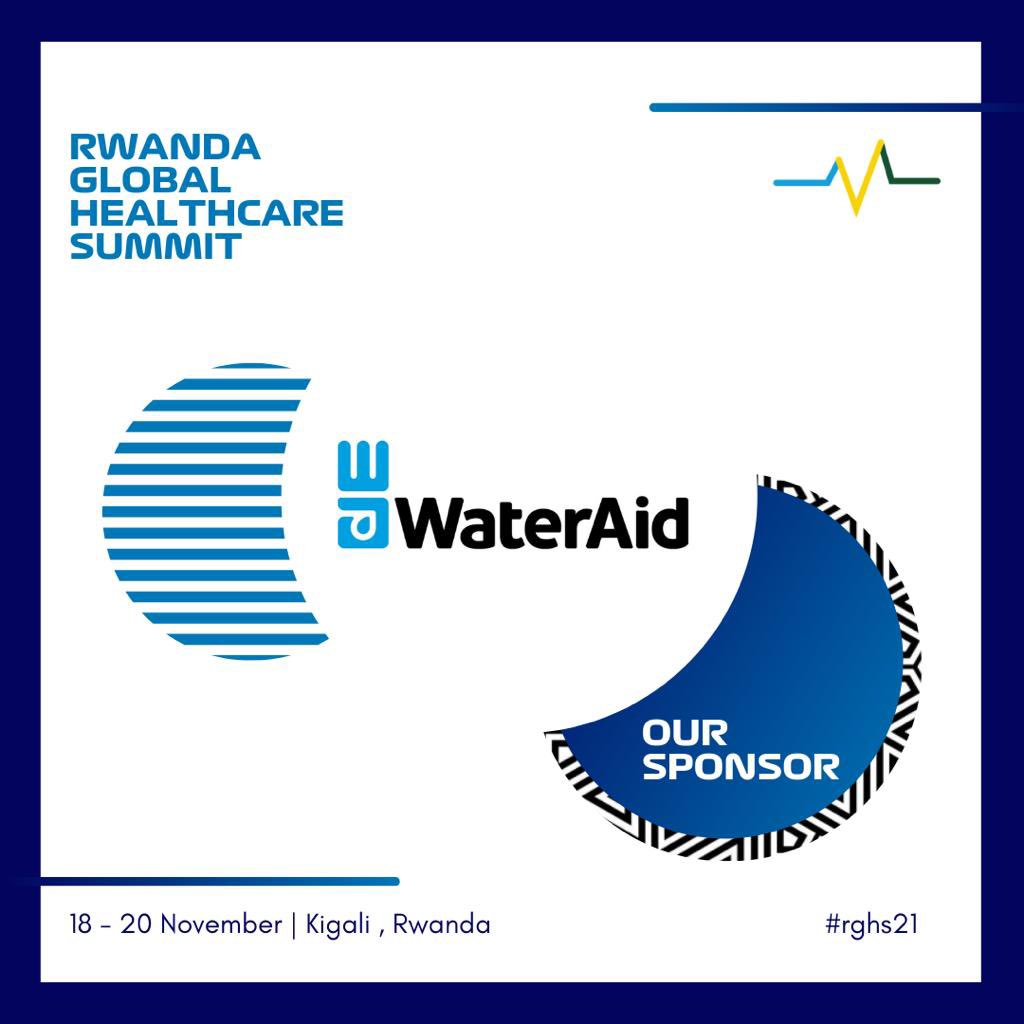 RWANDA
GLOBAL
HEALTHCARE
SUMMIT
WaterAid
OUR
SPONSOR
18 - 20 November | Kigali , Rwanda
#rghs21